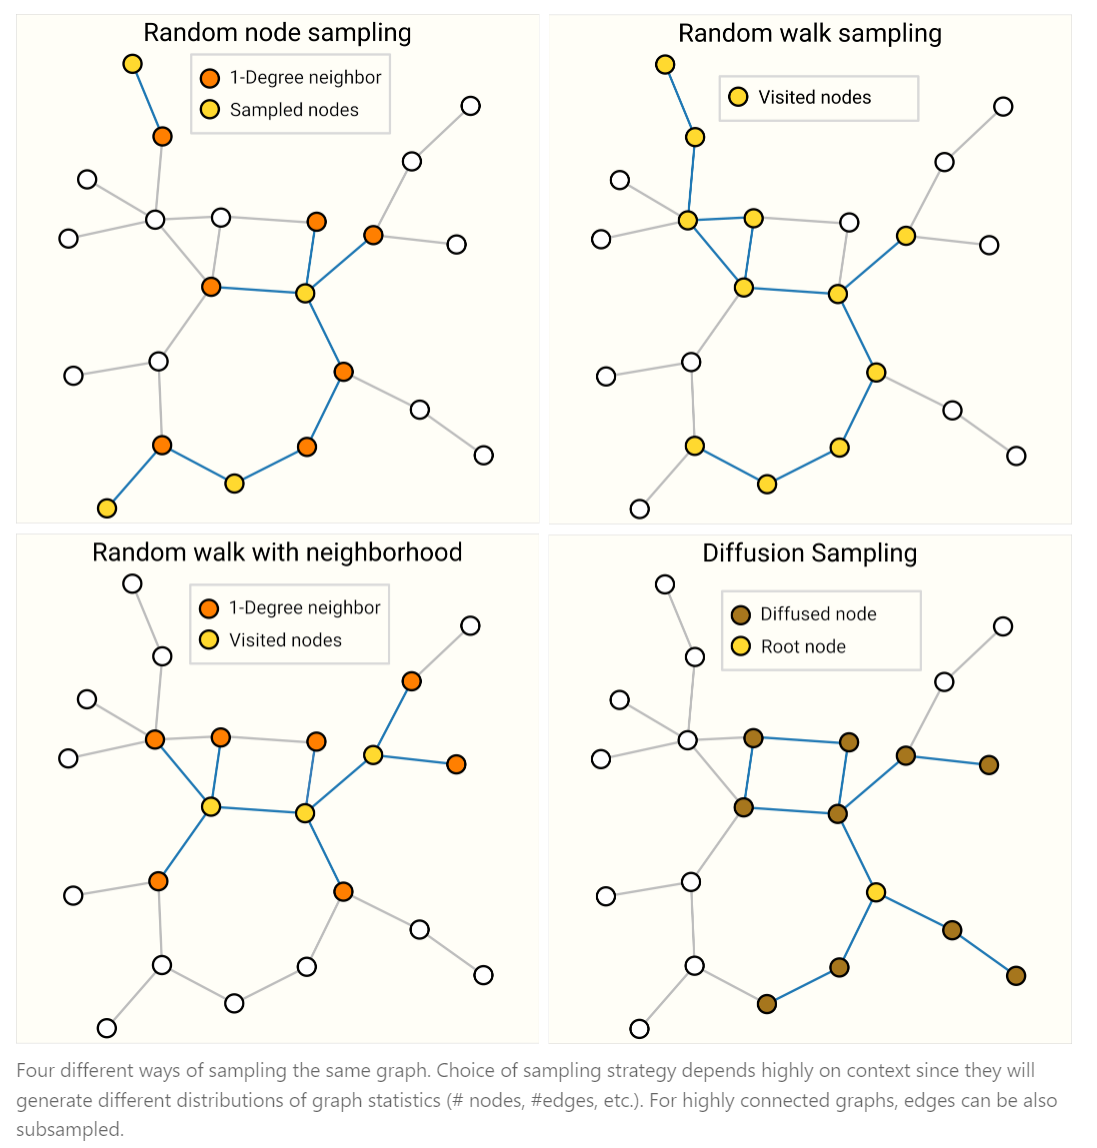 Random node sampling
1-Degree neighbor
Sampled nodes
Random walk sampling
Visited nodes
Random walk with neighborhood
1-Degree neighbor
Visited nodes
Diffusion Sampling
Diffused node
Root node
Four different ways of sampling the same graph. Choice of sampling strategy depends highly on context since they will
generate different distributions of graph statistics (# nodes, #edges, etc.). For highly connected graphs, edges can be also
subsampled.